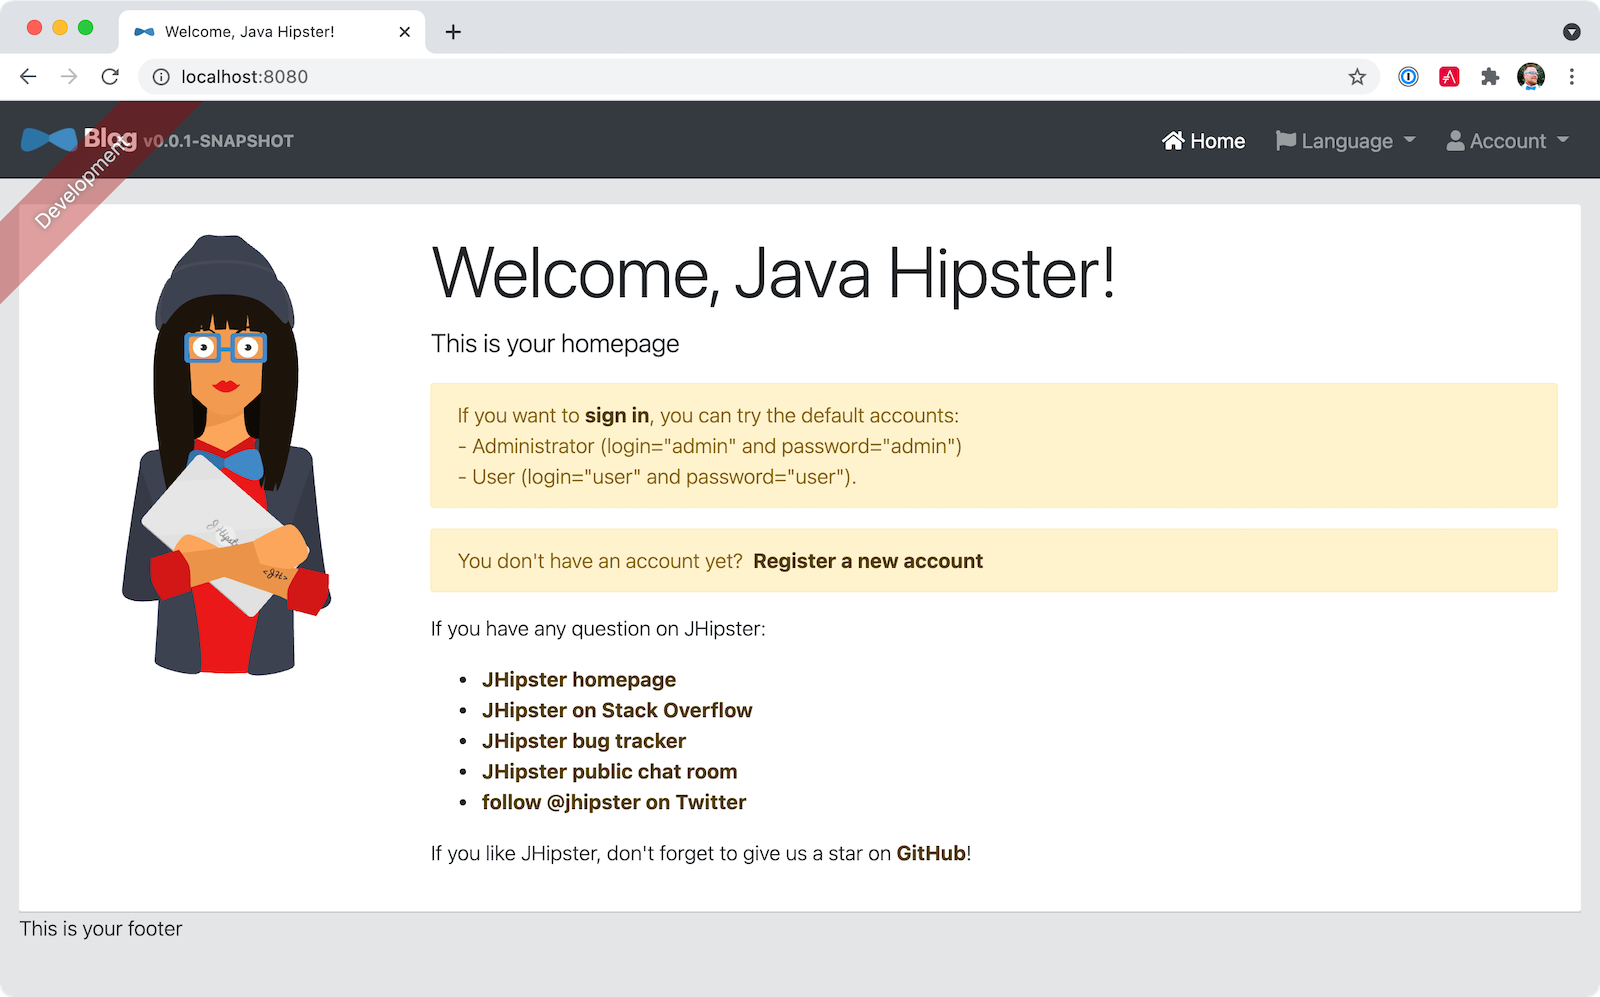 Welcome, Java Hipster!
localhost:8080
Blog v0.0.1-SNAPSHOT
Home
Language
Account
Development
Welcome, Java Hipster!
This is your homepage
If you want to sign in, you can try the default accounts:
- Administrator (login="admin" and password="admin")
- User (login="user" and password="user").
You don't have an account yet? Register a new account
If you have any question on JHipster:
• JHipster homepage
• JHipster on Stack Overflow
• JHipster bug tracker
• JHipster public chat room
• follow @jhipster on Twitter
If you like JHipster, don't forget to give us a star on GitHub!
<JH>
This is your footer